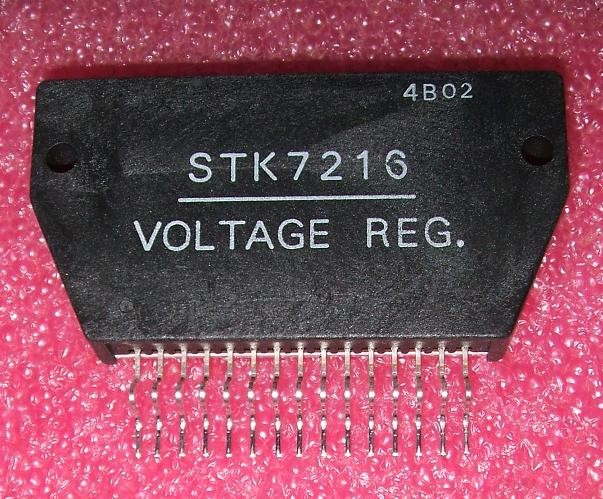 4B02
STK7216
VOLTAGE REG.